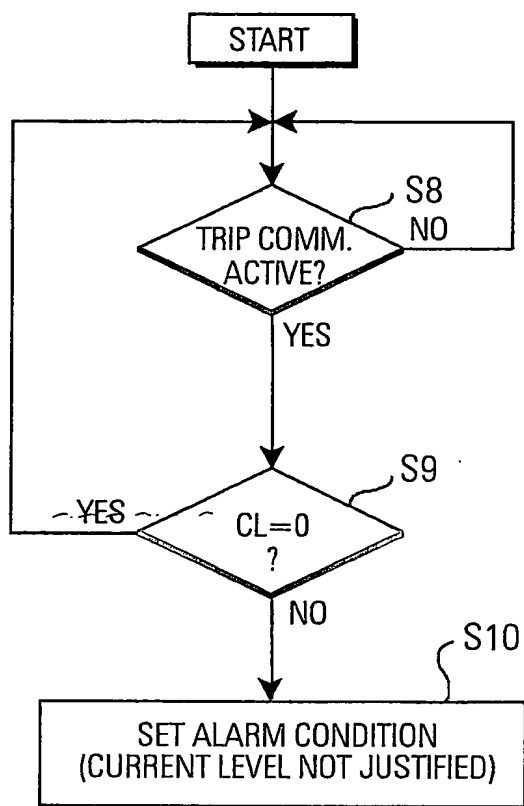 START
S8
TRIP COMM.
ACTIVE?
NO
YES
S9
YES
CL=0
?
NO
S10
SET ALARM CONDITION
(CURRENT LEVEL NOT JUSTIFIED)